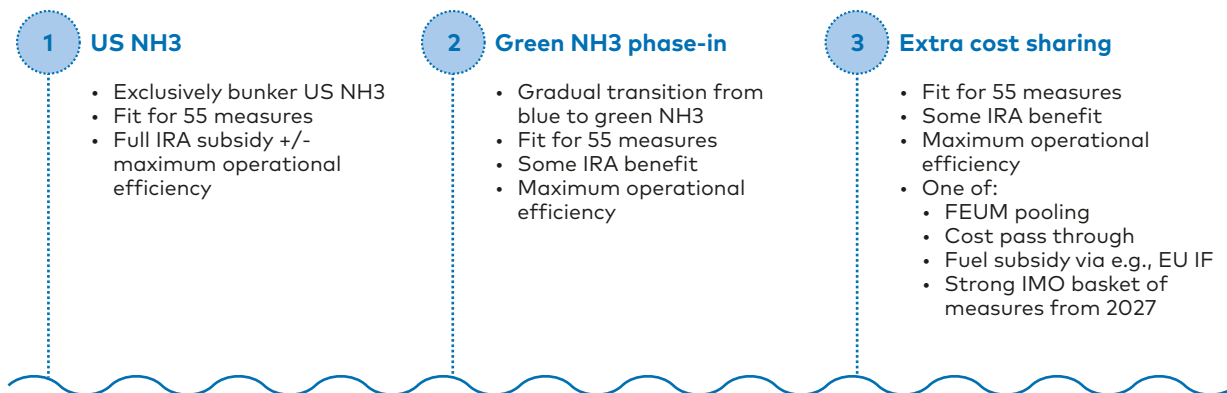 1 US NH3
• Exclusively bunker US NH3
• Fit for 55 measures
• Full IRA subsidy +/-
maximum operational
efficiency
2 Green NH3 phase-in
• Gradual transition from
blue to green NH3
• Fit for 55 measures
• Some IRA benefit
• Maximum operational
efficiency
3 Extra cost sharing
• Fit for 55 measures
• Some IRA benefit
• Maximum operational
efficiency
• One of:
• FEUM pooling
• Cost pass through
• Fuel subsidy via e.g., EU IF
• Strong IMO basket of
measures from 2027